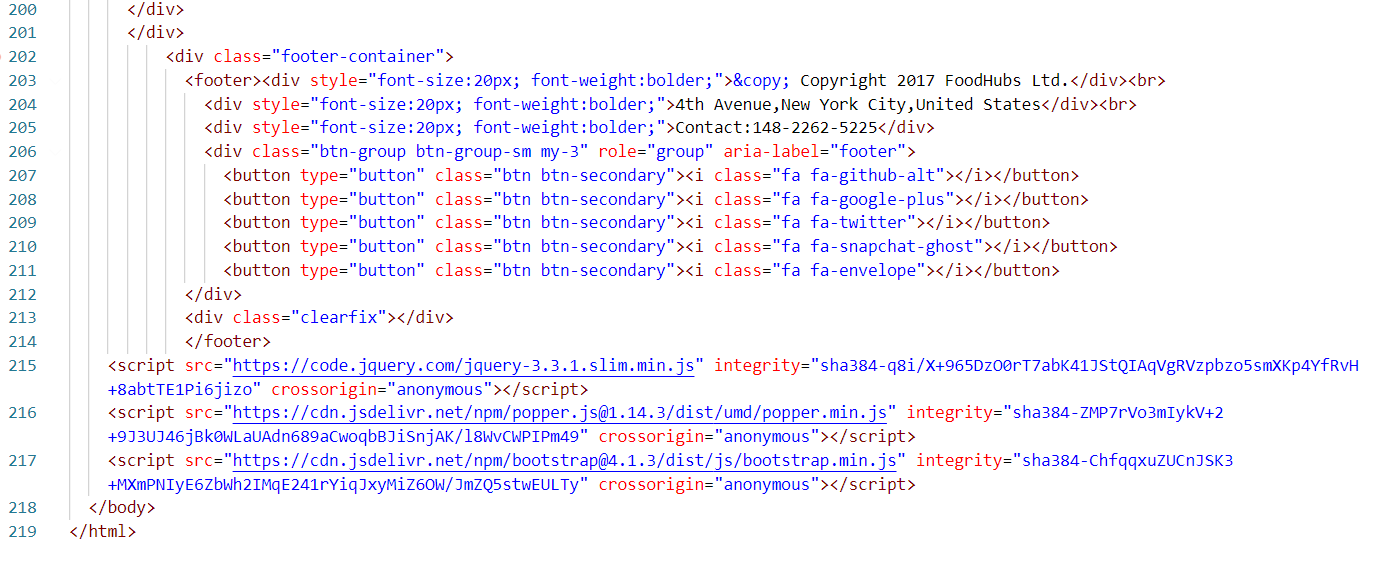 200 </div>
201 </div>
202 <div class="footer-container">
203 <footer><div style="font-size:20px; font-weight:bolder;">&copy; Copyright 2017 FoodHubs Ltd.</div><br>
204 <div style="font-size:20px; font-weight:bolder;">4th Avenue,New York City,United States</div><br>
205 <div style="font-size:20px; font-weight:bolder;">Contact:148-2262-5225</div>
206 <div class="btn-group btn-group-sm my-3" role="group" aria-label="footer">
207 <button type="button" class="btn btn-secondary"><i class="fa fa-github-alt"></i></button>
208 <button type="button" class="btn btn-secondary"><i class="fa fa-google-plus"></i></button>
209 <button type="button" class="btn btn-secondary"><i class="fa fa-twitter"></i></button>
210 <button type="button" class="btn btn-secondary"><i class="fa fa-snapchat-ghost"></i></button>
211 <button type="button" class="btn btn-secondary"><i class="fa fa-envelope"></i></button>
212 </div>
213 <div class="clearfix"></div>
214 </footer>
215 <script src="https://code.jquery.com/jquery-3.3.1.slim.min.js" integrity="sha384-q8i/X+965DzO0rT7abK41JStQIAqVgRVzpbzo5smXKp4YfRvH
+8abtTE1Pi6jizo" crossorigin="anonymous"></script>
216 <script src="https://cdn.jsdelivr.net/npm/popper.js@1.14.3/dist/umd/popper.min.js" integrity="sha384-ZMP7rVo3mIykV+2
+9J3UJ46jBk0WLaUAdn689aCwoqbBJiSnjAK/l8WvCWPIPm49" crossorigin="anonymous"></script>
217 <script src="https://cdn.jsdelivr.net/npm/bootstrap@4.1.3/dist/js/bootstrap.min.js" integrity="sha384-ChfqqxuZUCnJSK3
+MXmPNIyE6ZbWh2IMqE241rYiqJxyMiZ6OW/JmZQ5stwEULTy" crossorigin="anonymous"></script>
218 </body>
219 </html>